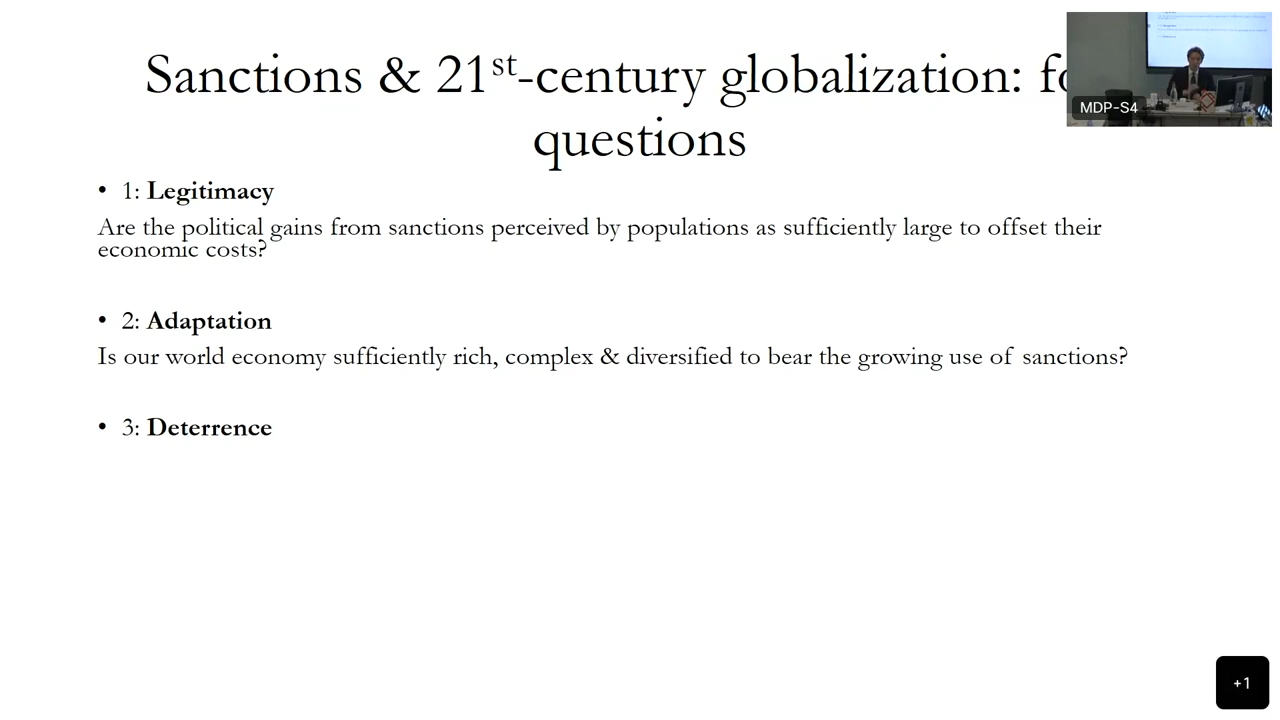 Sanctions & 21st-century globalization: fo
questions
MDP-S4
• 1: Legitimacy
Are the political gains from sanctions perceived by populations as sufficiently large to offset their
economic costs?
• 2: Adaptation
Is our world economy sufficiently rich, complex & diversified to bear the growing use of sanctions?
• 3: Deterrence
+1